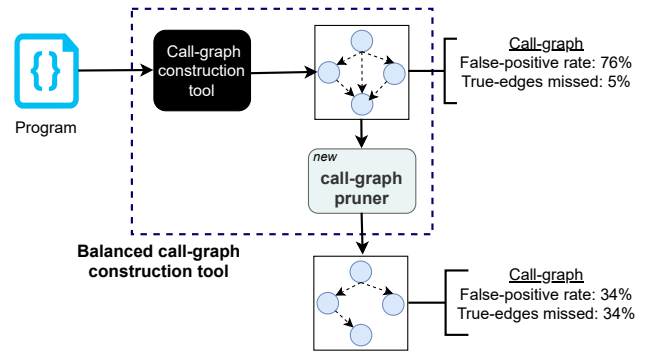 {}
Program
Call-graph
construction
tool
Call-graph
False-positive rate: 76%
True-edges missed: 5%
new
call-graph
pruner
Balanced call-graph
construction tool
Call-graph
False-positive rate: 34%
True-edges missed: 34%